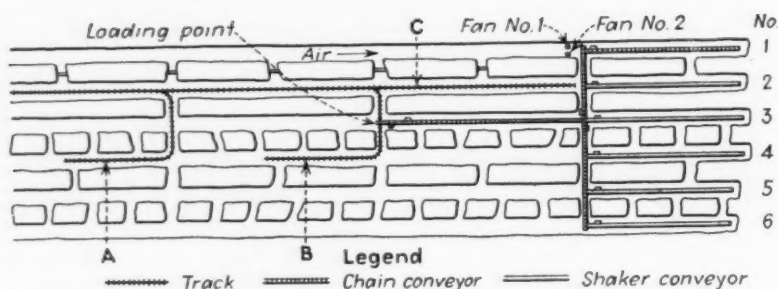 Loading point
C
Fan No.1
Fan No. 2
No.
Air
1
2
3
4
5
6
A
B
Legend
Track
Chain conveyor
Shaker conveyor